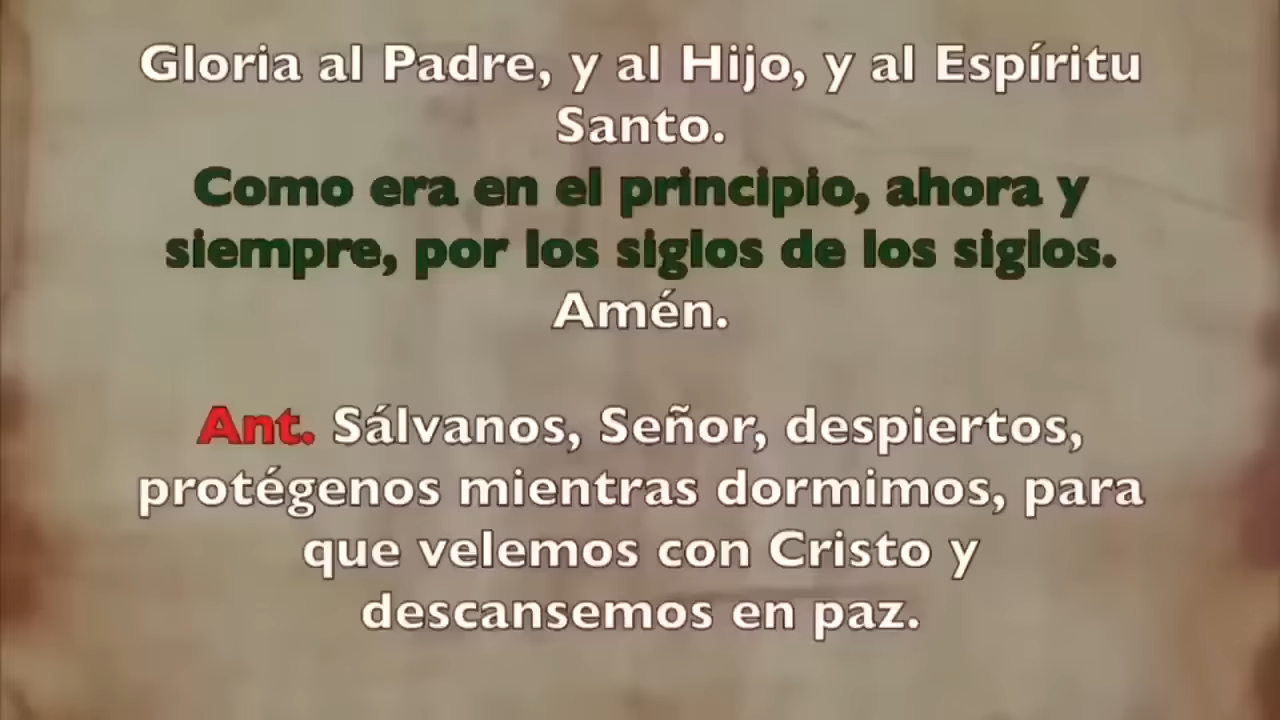 Gloria al Padre, y al Hijo, y al Espíritu
Santo.
Como era en el principio, ahora y
siempre, por los siglos de los siglos.
Amén.
Ant. Sálvanos, Señor, despiertos,
protégenos mientras dormimos, para
que velemos con Cristo y
descansemos en paz.